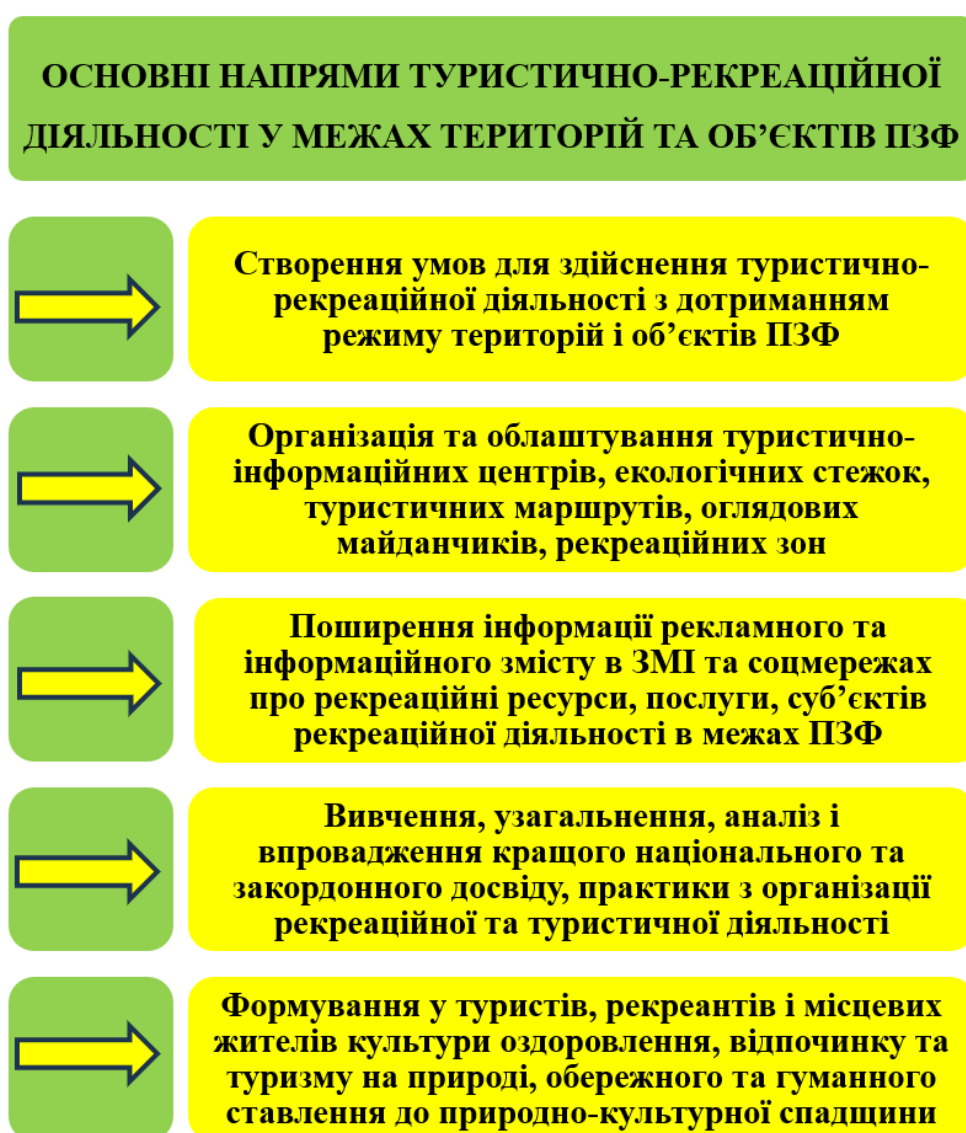 ОСНОВНІ НАПРЯМИ ТУРИСТИЧНО-РЕКРЕАЦІЙНОЇ
ДІЯЛЬНОСТІ У МЕЖАХ ТЕРИТОРІЙ ТА ОБ’ЄКТІВ ПЗФ
Створення умов для здійснення туристично-
рекреаційної діяльності з дотриманням
режиму територій і об’єктів ПЗФ
Організація та облаштування туристично-
інформаційних центрів, екологічних стежок,
туристичних маршрутів, оглядових
майданчиків, рекреаційних зон
Поширення інформації рекламного та
інформаційного змісту в ЗМІ та соцмережах
про рекреаційні ресурси, послуги, суб’єктів
рекреаційної діяльності в межах ПЗФ
Вивчення, узагальнення, аналіз і
впровадження кращого національного та
закордонного досвіду, практики з організації
рекреаційної та туристичної діяльності
Формування у туристів, рекреантів і місцевих
жителів культури оздоровлення, відпочинку та
туризму на природі, обережного та гуманного
ставлення до природно-культурної спадщини